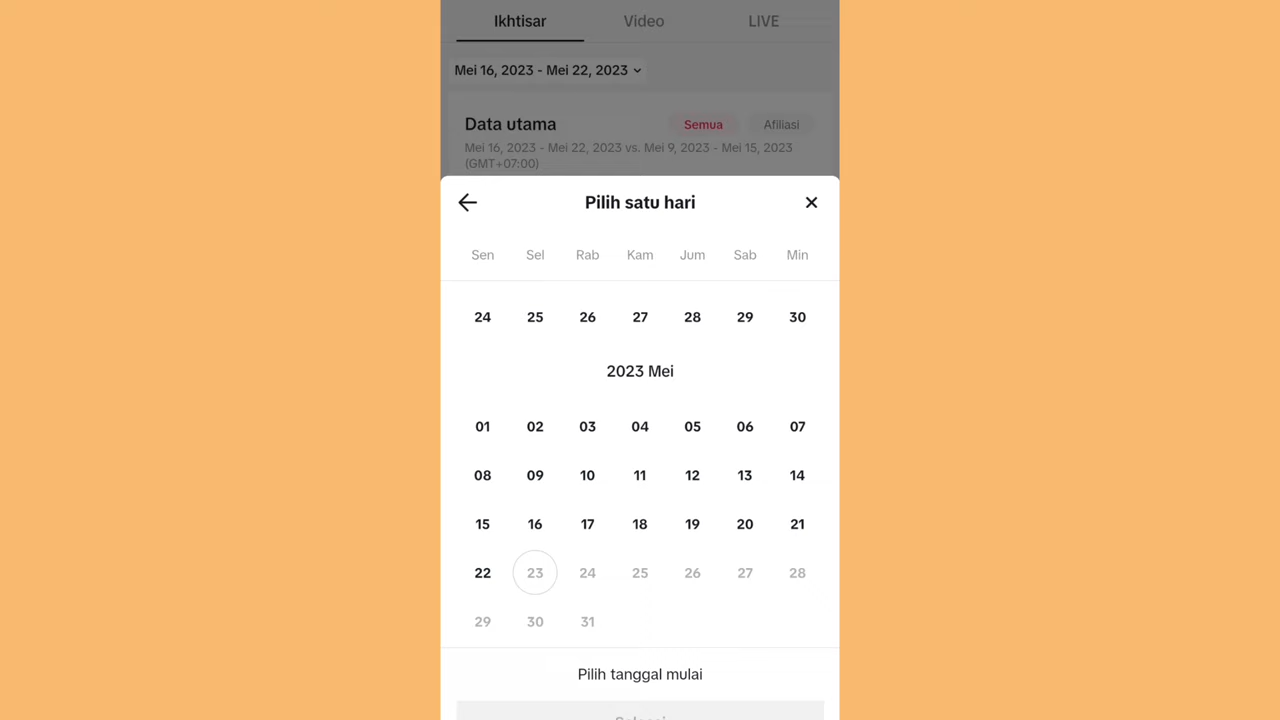 Ikhtisar Video LIVE
Mei 16, 2023 - Mei 22, 2023
Data utama Semua Afiliasi
Mei 16, 2023 - Mei 22, 2023 vs. Mei 9, 2023 - Mei 15, 2023
(GMT+07:00)
Pilih satu hari
Sen Sel Rab Kam Jum Sab Min
24 25 26 27 28 29 30
2023 Mei
01 02 03 04 05 06 07
08 09 10 11 12 13 14
15 16 17 18 19 20 21
22 23 24 25 26 27 28
29 30 31
Pilih tanggal mulai